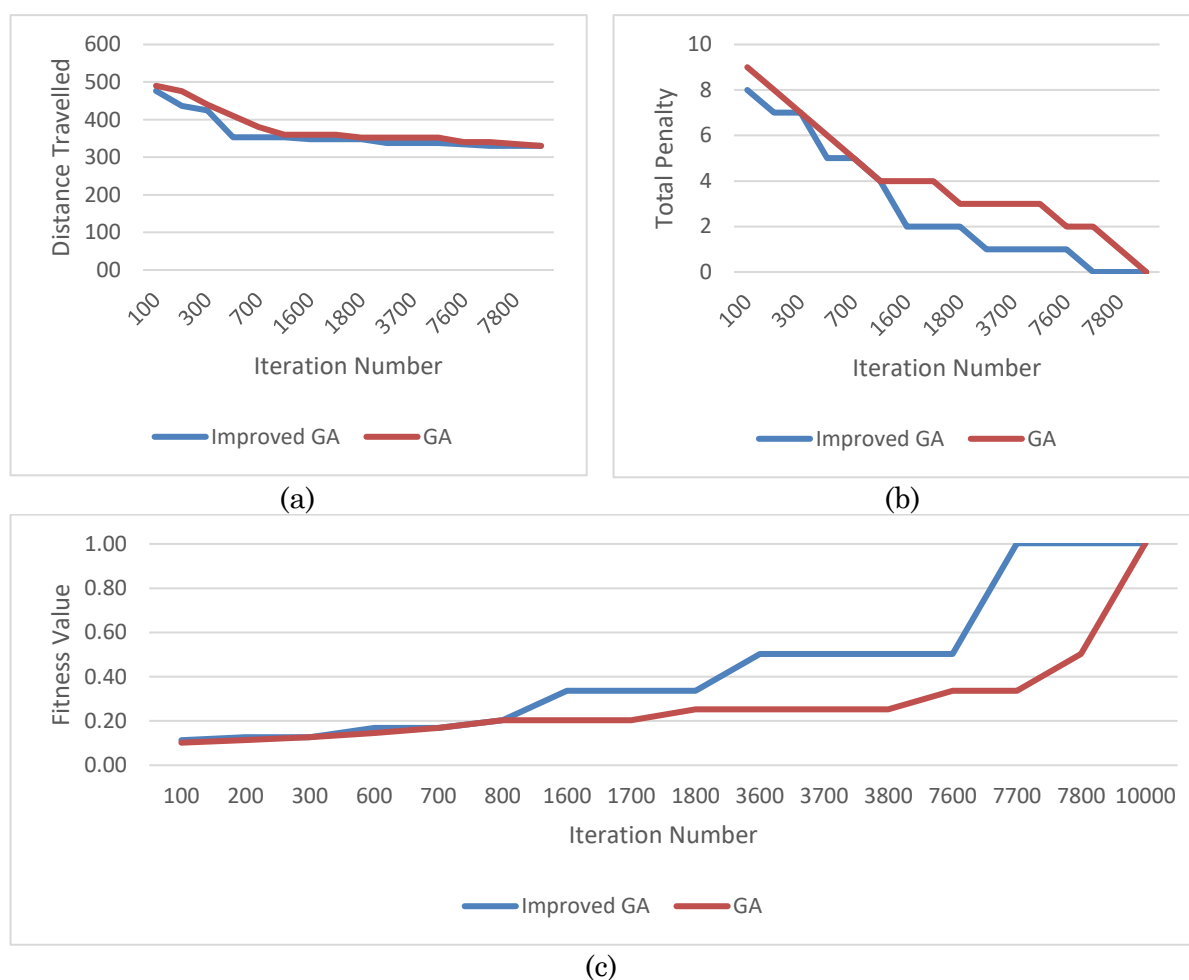 600
500
400
300
200
100
00
Distance Travelled
100 300 700 1600 1800 3700 7600 7800
Iteration Number
Improved GA GA
(a)
10
8
6
4
2
0
Total Penalty
100 300 700 1600 1800 3700 7600 7800
Iteration Number
Improved GA GA
(b)
1.00
0.80
0.60
0.40
0.20
0.00
Fitness Value
100 200 300 600 700 800 1600 1700 1800 3600 3700 3800 7600 7700 7800 10000
Iteration Number
Improved GA GA
(c)